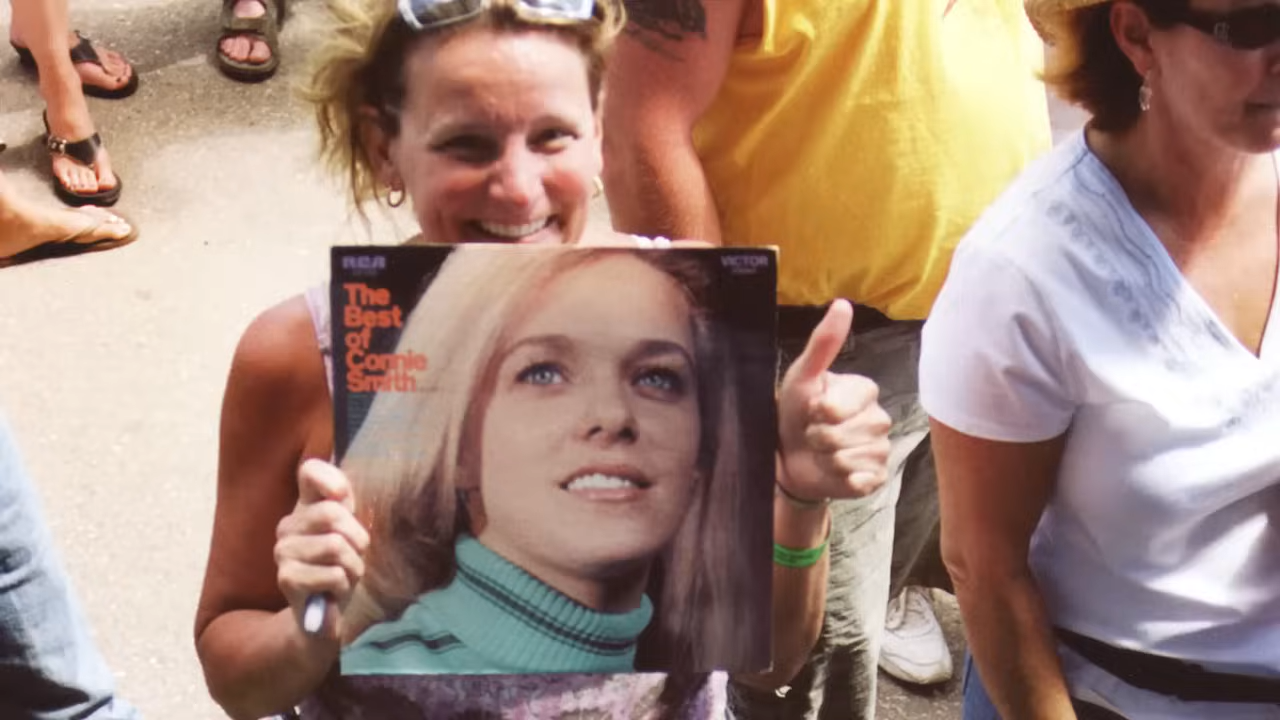 RCA
VICTOR
The
Best
of
Connie
Smith